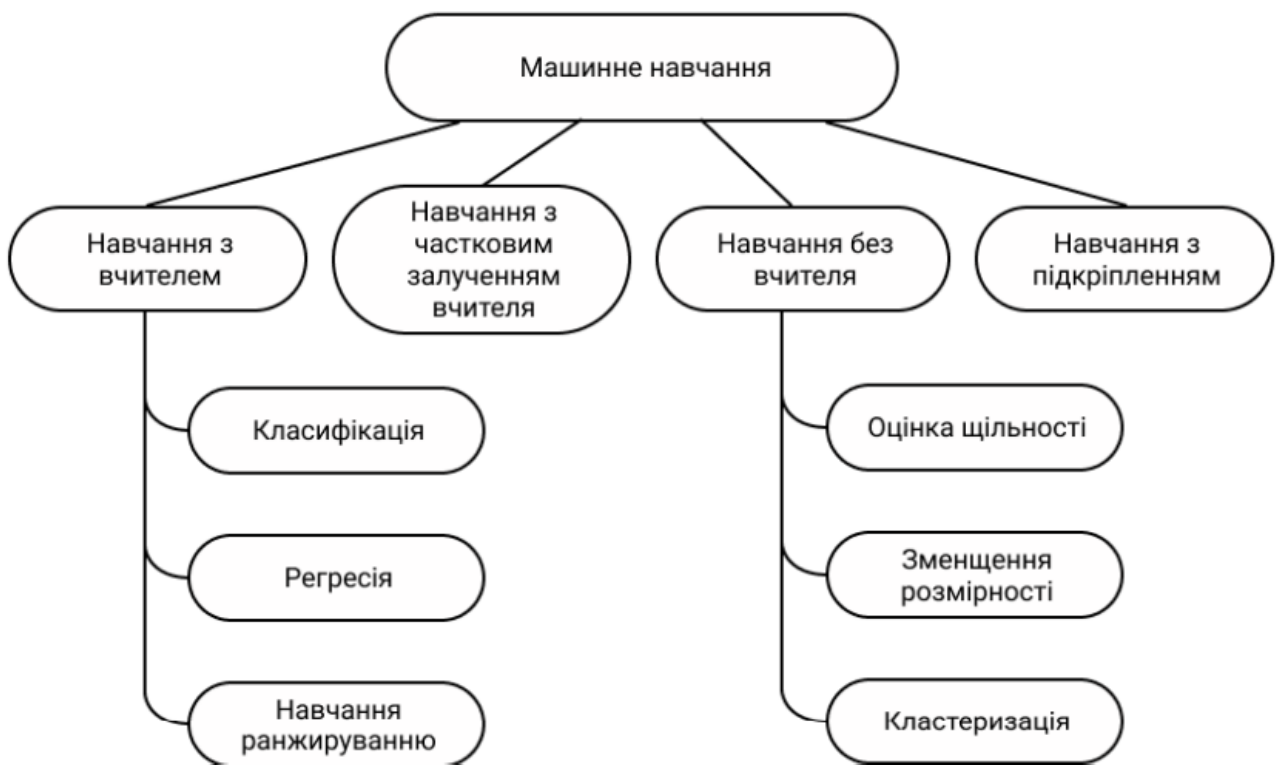 Машинне навчання
Навчання з
вчителем
Навчання з
частковим
залученням
вчителя
Навчання без
вчителя
Навчання з
підкріпленням
Класифікація
Регресія
Навчання
ранжируванню
Оцінка щільності
Зменщення
розмірності
Кластеризація